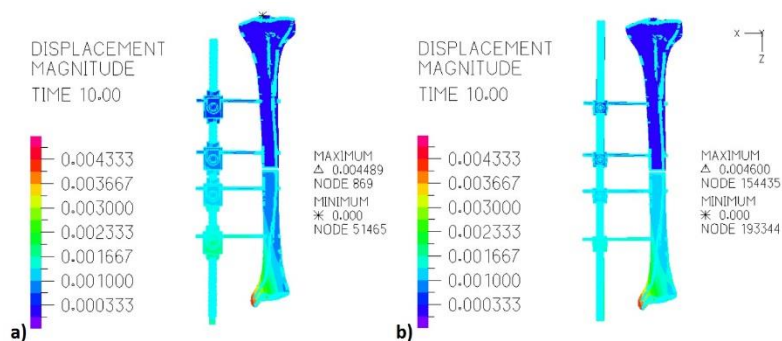 DISPLACEMENT
MAGNITUDE
TIME 10.00
0.004333
0.003667
0.003000
0.002333
0.001667
0.001000
0.000333
MAXIMUM
△ 0.004489
NODE 869
MINIMUM
✳ 0.000
NODE 51465
a)
DISPLACEMENT
MAGNITUDE
TIME 10.00
0.004333
0.003667
0.003000
0.002333
0.001667
0.001000
0.000333
X Y
Z
MAXIMUM
△ 0.004600
NODE 154435
MINIMUM
✳ 0.000
NODE 193344
b)